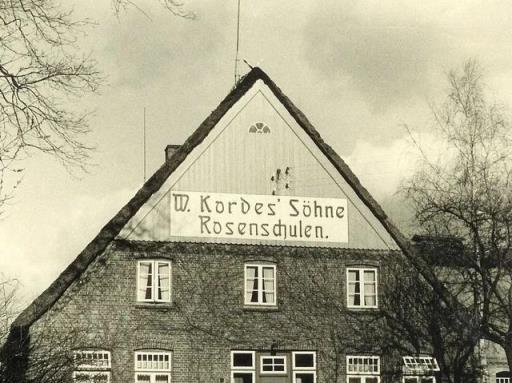 W. Kordes' Söhne
Rosenschulen.